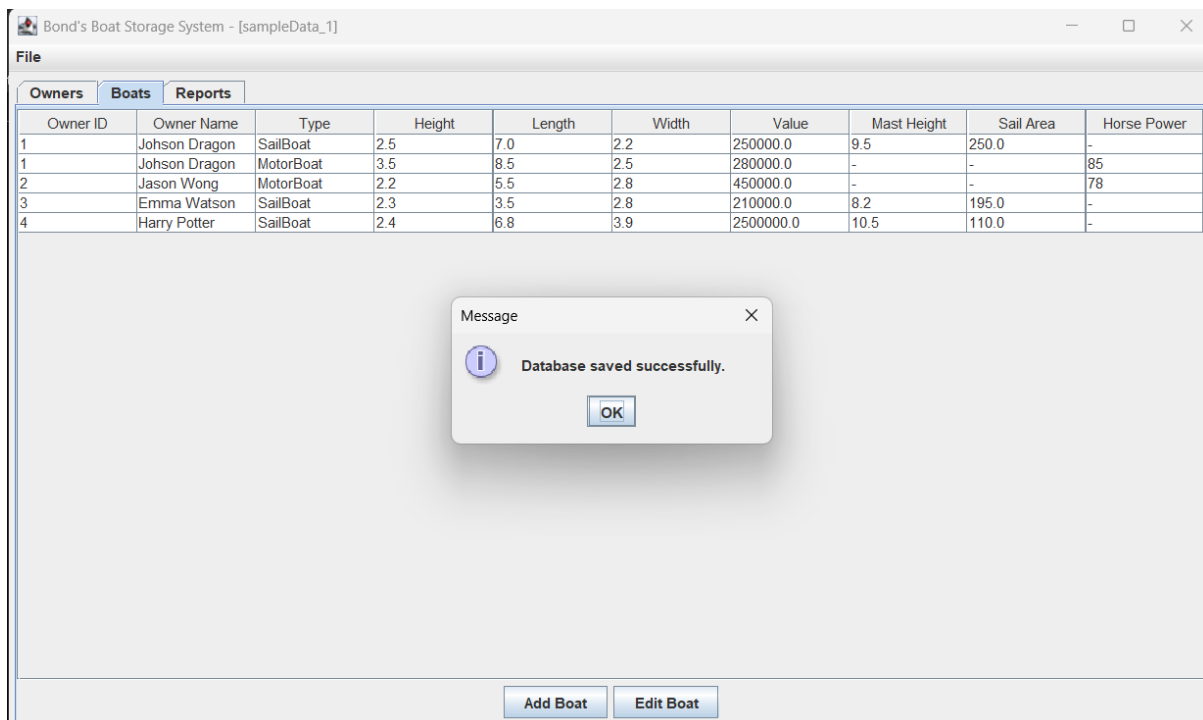 Bond's Boat Storage System - [sampleData_1]
File
Owners Boats Reports
Owner ID Owner Name Type Height Length Width Value Mast Height Sail Area Horse Power
1 Johson Dragon SailBoat 2.5 7.0 2.2 250000.0 9.5 250.0 -
1 Johson Dragon MotorBoat 3.5 8.5 2.5 280000.0 - - 85
2 Jason Wong MotorBoat 2.2 5.5 2.8 450000.0 - - 78
3 Emma Watson SailBoat 2.3 3.5 2.8 210000.0 8.2 195.0 -
4 Harry Potter SailBoat 2.4 6.8 3.9 2500000.0 10.5 110.0 -
Message
i Database saved successfully.
OK
Add Boat Edit Boat